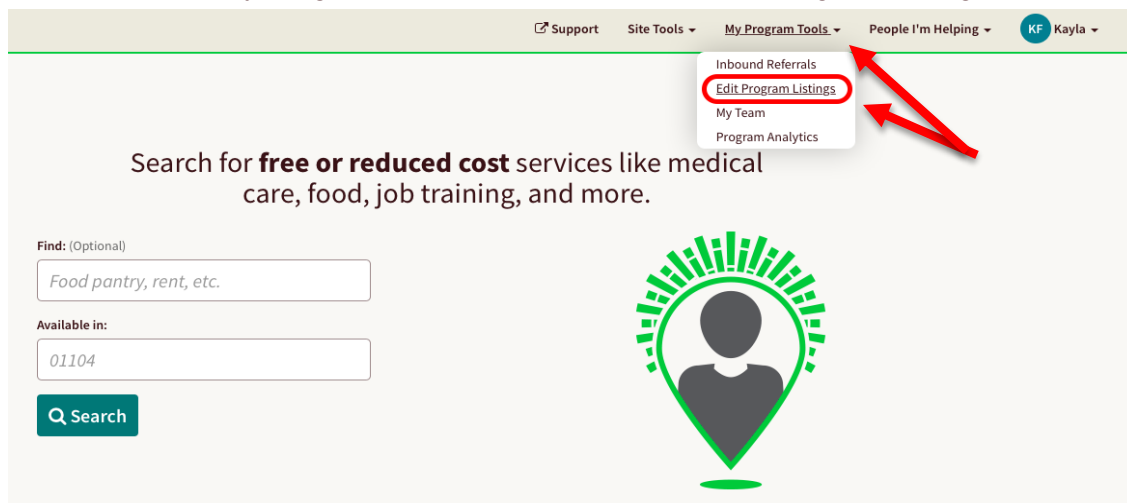 Support Site Tools My Program Tools People I'm Helping KF Kayla
Inbound Referrals
Edit Program Listings
My Team
Program Analytics
Search for free or reduced cost services like medical
care, food, job training, and more.
Find: (Optional)
Food pantry, rent, etc.
Available in:
01104
Search